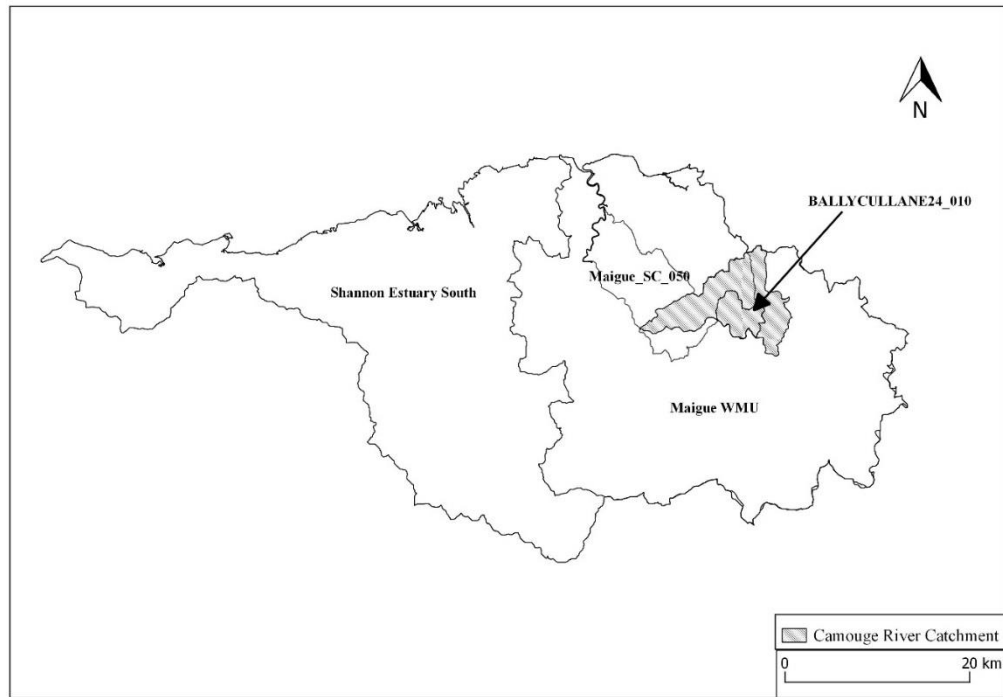 N
BALLYCULLANE24_010
Maigue_SC_050
Shannon Estuary South
Maigue WMU
Camouge River Catchment
0 20 km